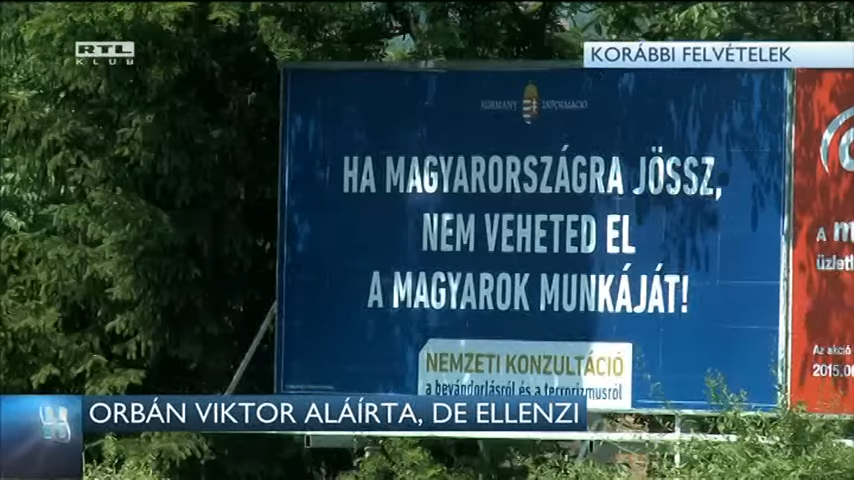 RTL
KLUB
KORÁBBI FELVÉTELEK
KORMÁNY INFORMÁCIÓ
HA MAGYARORSZÁGRA JÖSSZ,
NEM VEHETED EL
A MAGYAROK MUNKÁJÁT!
NEMZETI KONZULTÁCIÓ
a bevándorlásról és a terrorizmusról
A
Az akció
2015.0
ORBÁN VIKTOR ALÁÍRTA, DE ELLENZI